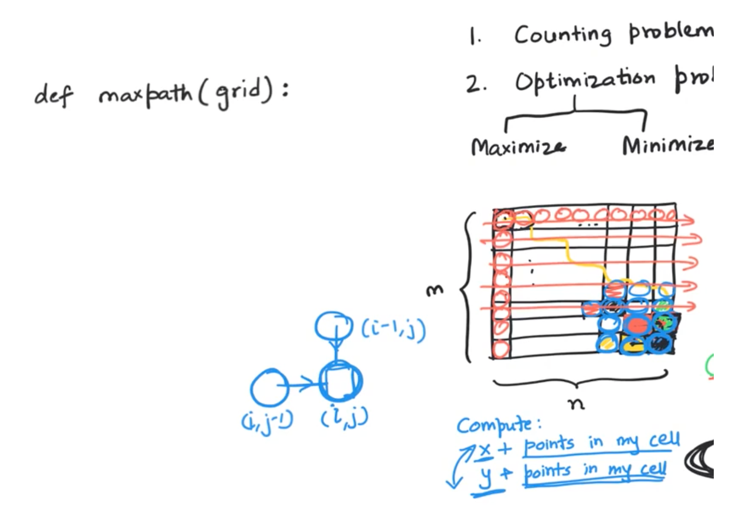 1. Counting problem
def maxpath(grid):
2. Optimization prob
Maximize Minimize
...
m
(i-1,j)
(i,j-1) (i,j)
n
Compute:
x + points in my cell
y + points in my cell